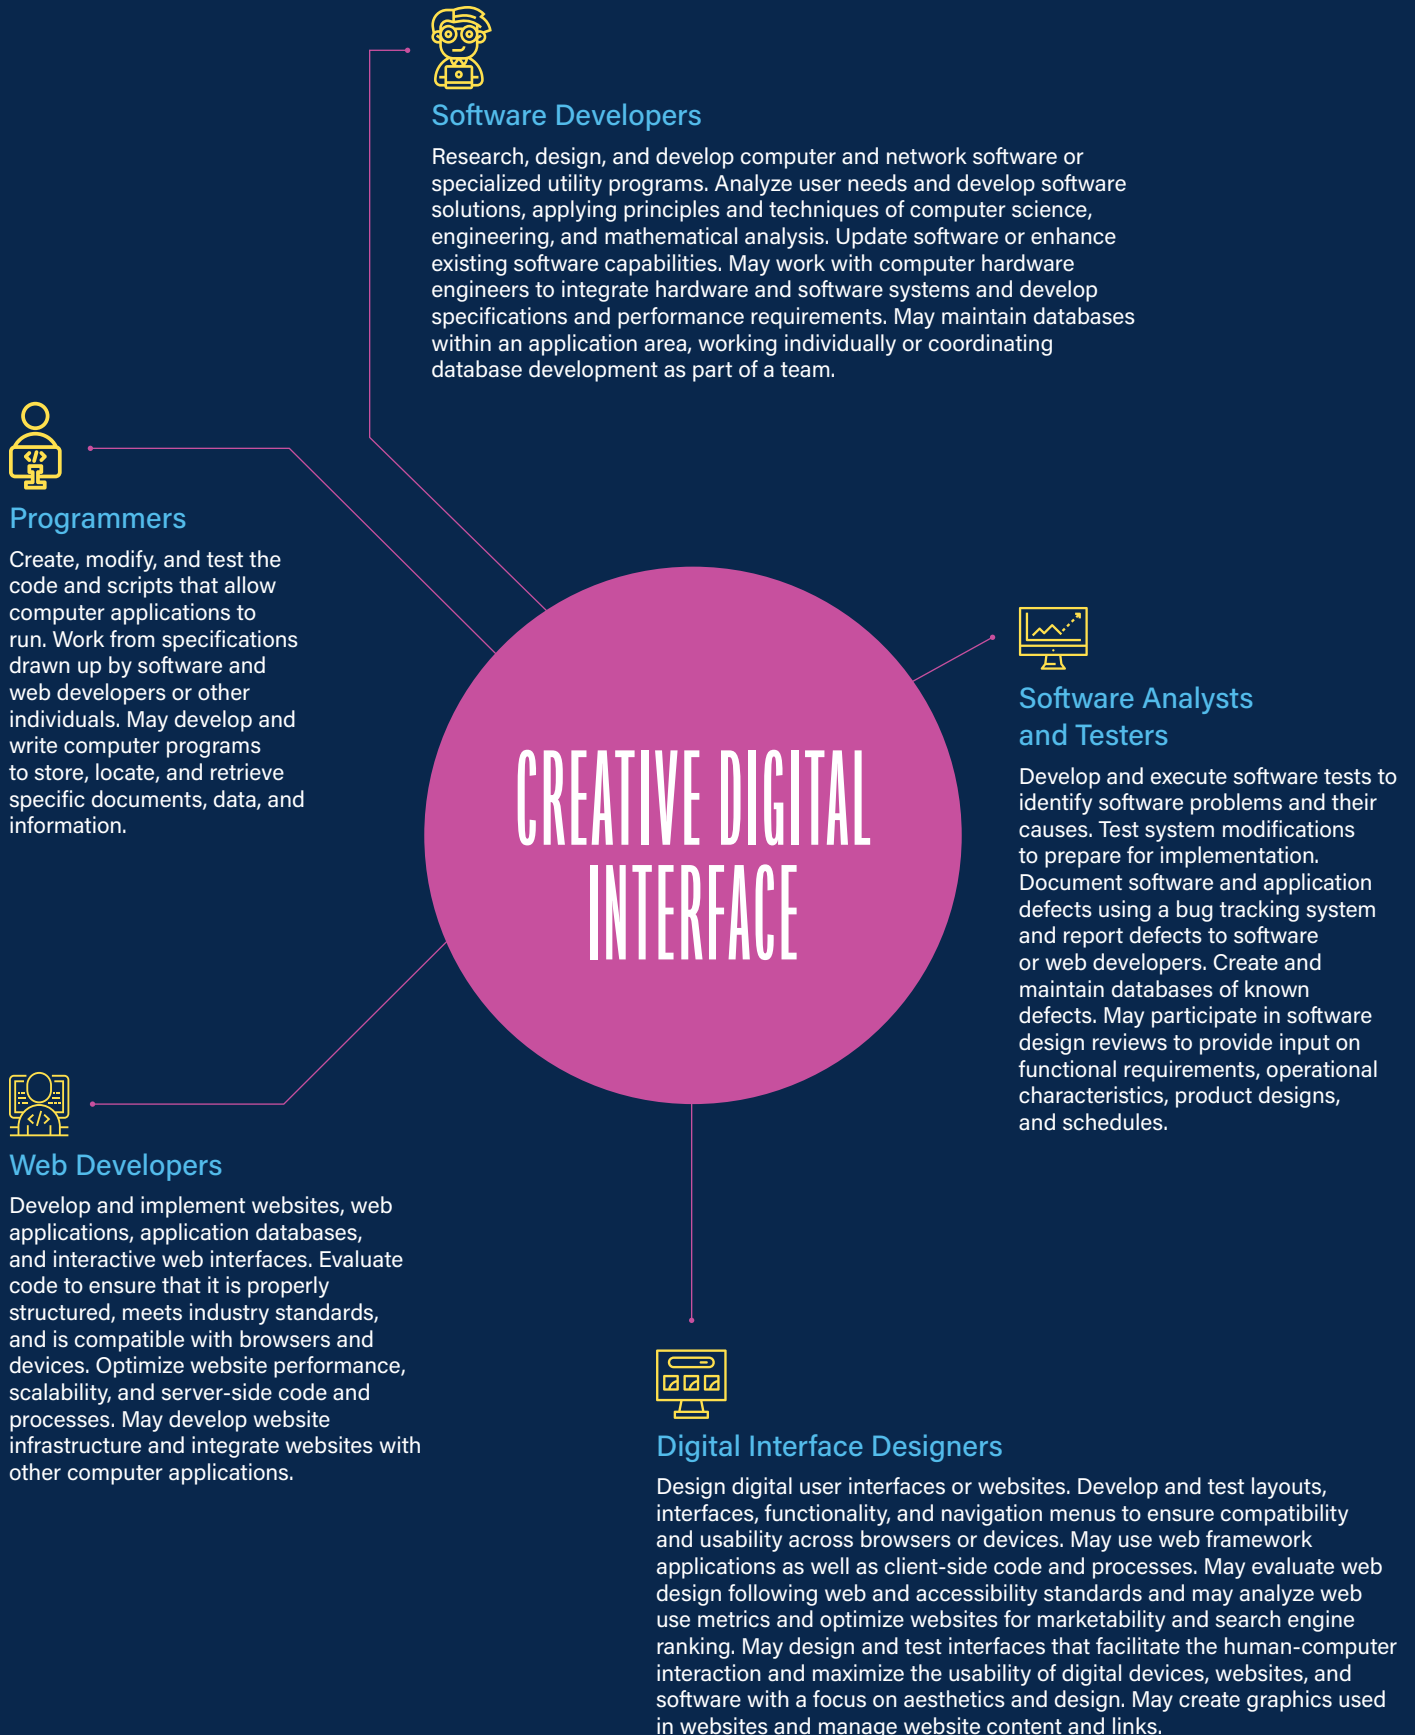 Software Developers
Research, design, and develop computer and network software or
specialized utility programs. Analyze user needs and develop software
solutions, applying principles and techniques of computer science,
engineering, and mathematical analysis. Update software or enhance
existing software capabilities. May work with computer hardware
engineers to integrate hardware and software systems and develop
specifications and performance requirements. May maintain databases
within an application area, working individually or coordinating
database development as part of a team.
Programmers
Create, modify, and test the
code and scripts that allow
computer applications to
run. Work from specifications
drawn up by software and
web developers or other
individuals. May develop and
write computer programs
to store, locate, and retrieve
specific documents, data, and
information.
CREATIVE DIGITAL
INTERFACE
Software Analysts
and Testers
Develop and execute software tests to
identify software problems and their
causes. Test system modifications
to prepare for implementation.
Document software and application
defects using a bug tracking system
and report defects to software
or web developers. Create and
maintain databases of known
defects. May participate in software
design reviews to provide input on
functional requirements, operational
characteristics, product designs,
and schedules.
Web Developers
Develop and implement websites, web
applications, application databases,
and interactive web interfaces. Evaluate
code to ensure that it is properly
structured, meets industry standards,
and is compatible with browsers and
devices. Optimize website performance,
scalability, and server-side code and
processes. May develop website
infrastructure and integrate websites with
other computer applications.
Digital Interface Designers
Design digital user interfaces or websites. Develop and test layouts,
interfaces, functionality, and navigation menus to ensure compatibility
and usability across browsers or devices. May use web framework
applications as well as client-side code and processes. May evaluate web
design following web and accessibility standards and may analyze web
use metrics and optimize websites for marketability and search engine
ranking. May design and test interfaces that facilitate the human-computer
interaction and maximize the usability of digital devices, websites, and
software with a focus on aesthetics and design. May create graphics used
in websites and manage website content and links.